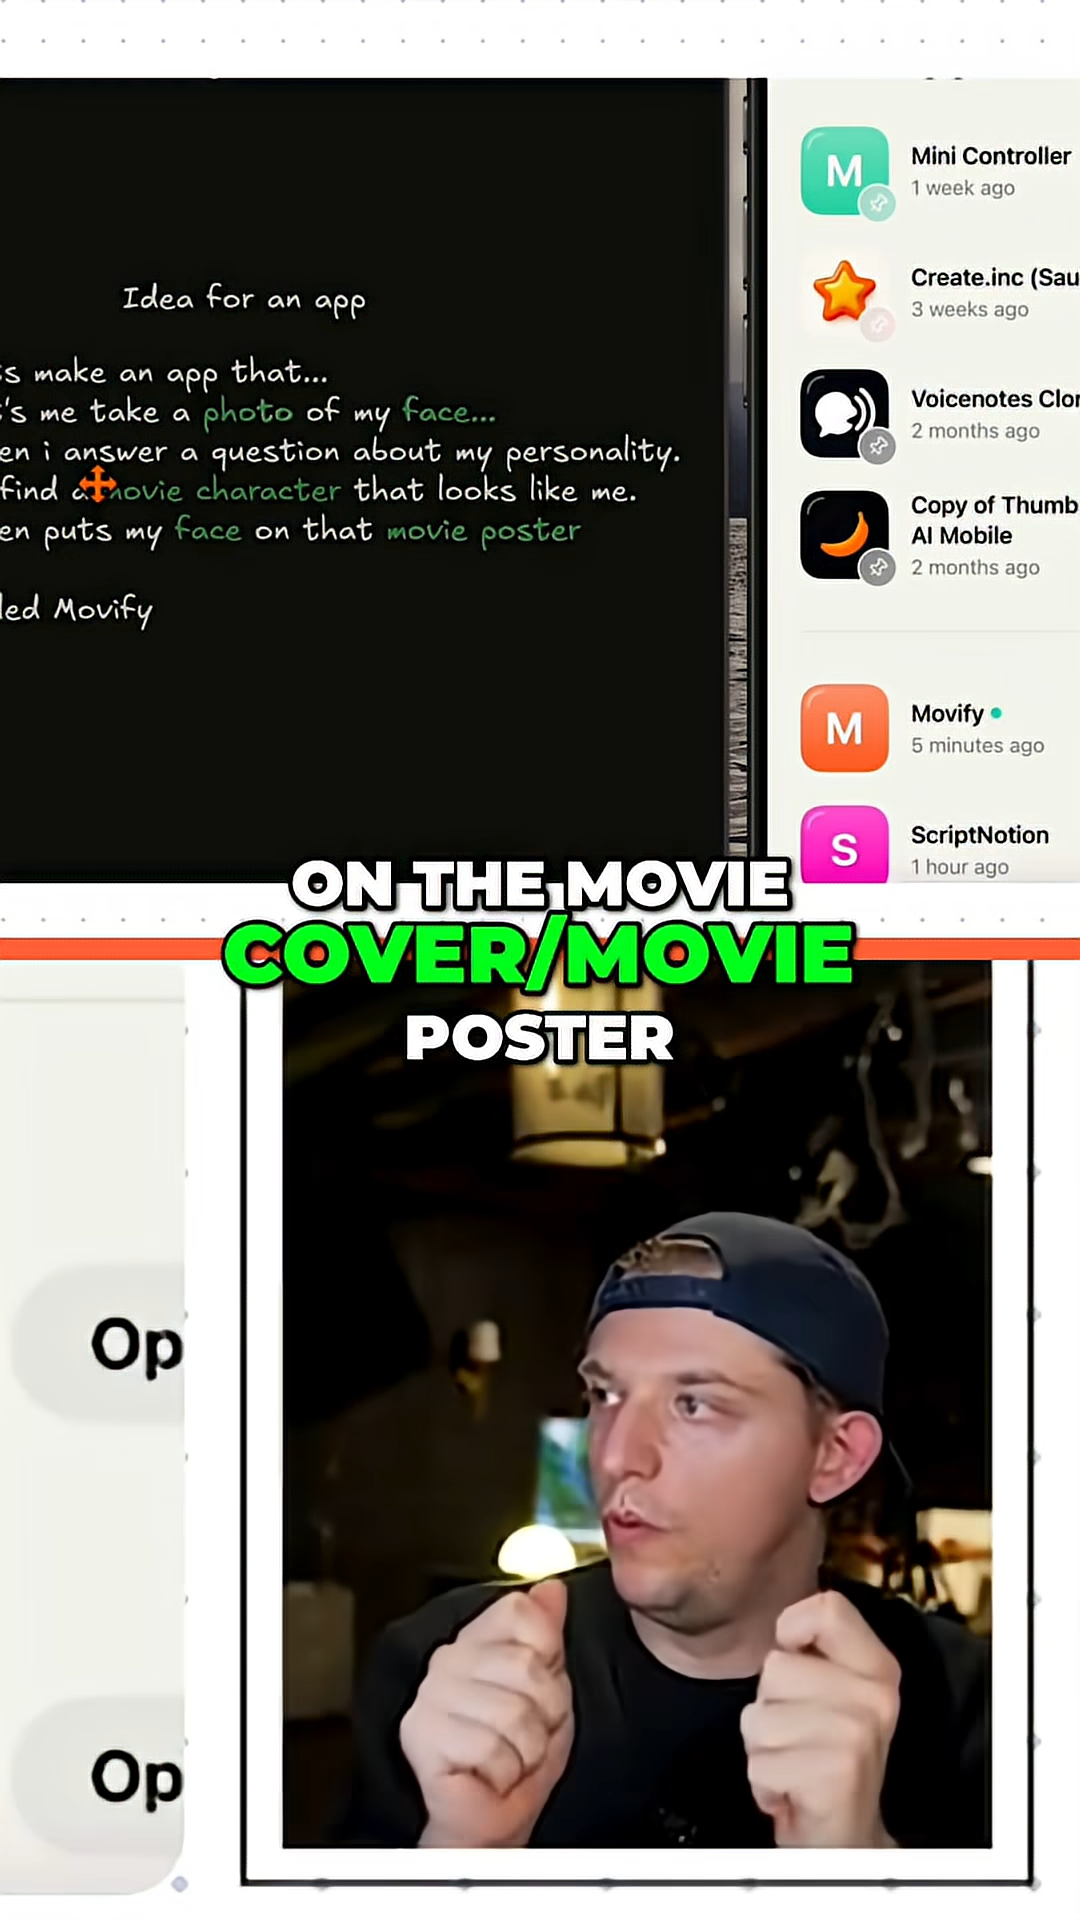 Idea for an app
s make an app that...
's me take a photo of my face...
en i answer a question about my personality.
find a movie character that looks like me.
en puts my face on that movie poster
led Movify
M
Mini Controller
1 week ago
Create.inc (Sau
3 weeks ago
Voicenotes Clon
2 months ago
Copy of Thumb
AI Mobile
2 months ago
M
Movify
5 minutes ago
S
ScriptNotion
1 hour ago
ON THE MOVIE
COVER/MOVIE
POSTER
Op
Op